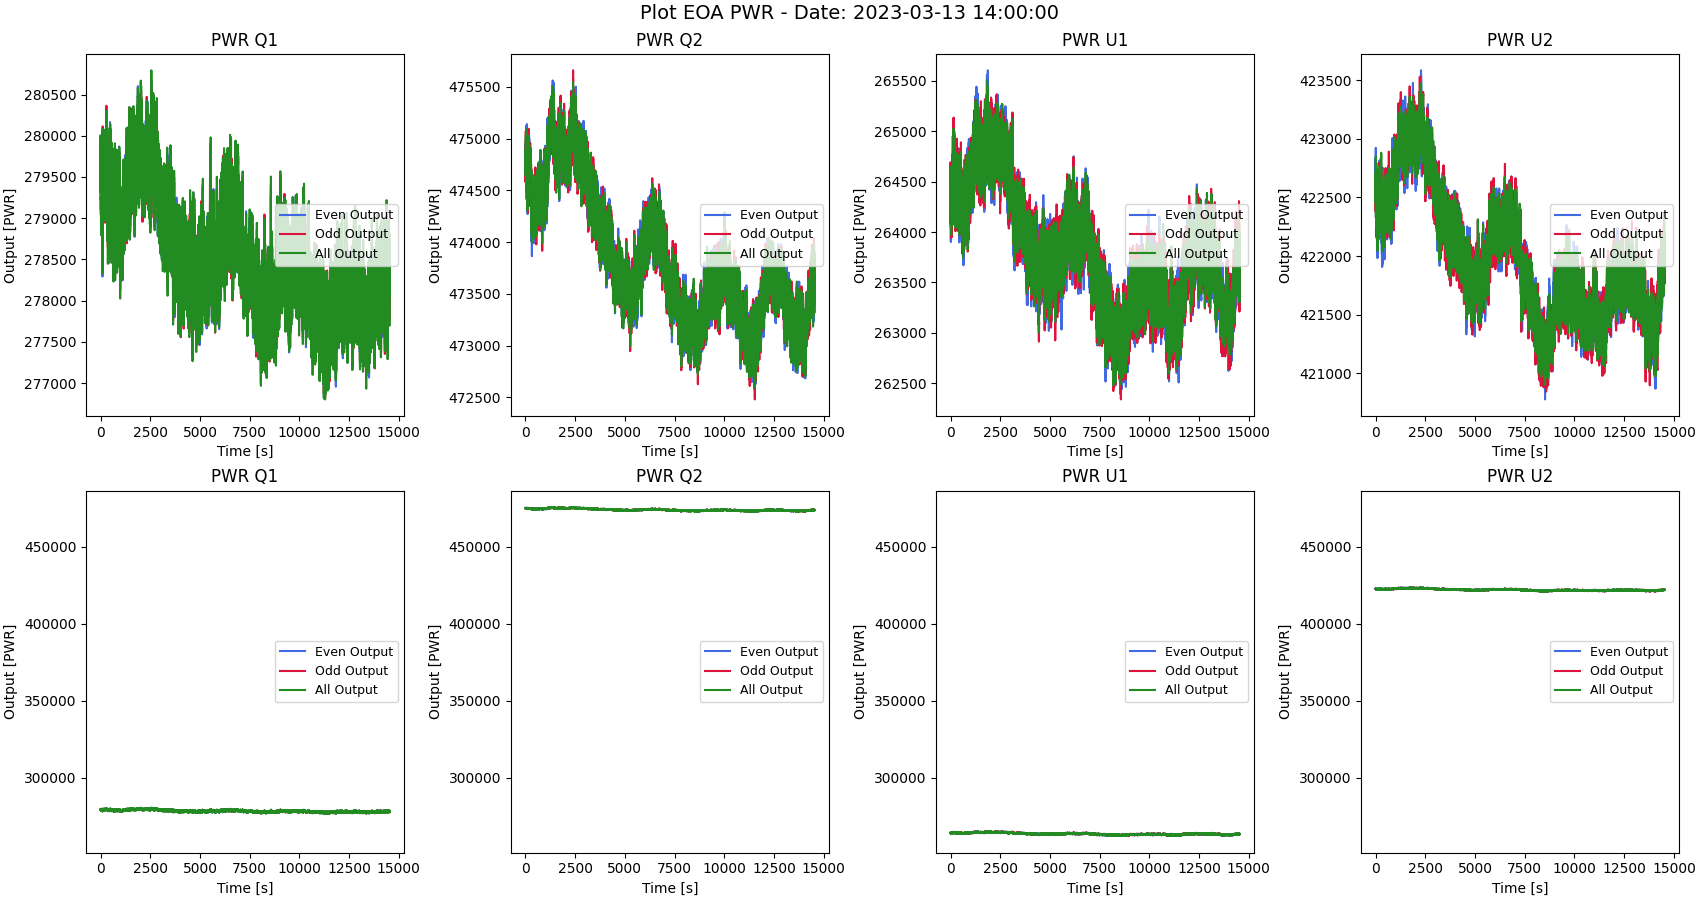 Plot EOA PWR - Date: 2023-03-13 14:00:00
PWR Q1
Output [PWR]
280500
280000
279500
279000
278500
278000
277500
277000
Even Output
Odd Output
All Output
0 2500 5000 7500 10000 12500 15000
Time [s]
PWR Q2
Output [PWR]
475500
475000
474500
474000
473500
473000
472500
Even Output
Odd Output
All Output
0 2500 5000 7500 10000 12500 15000
Time [s]
PWR U1
Output [PWR]
265500
265000
264500
264000
263500
263000
262500
Even Output
Odd Output
All Output
0 2500 5000 7500 10000 12500 15000
Time [s]
PWR U2
Output [PWR]
423500
423000
422500
422000
421500
421000
Even Output
Odd Output
All Output
0 2500 5000 7500 10000 12500 15000
Time [s]
PWR Q1
Output [PWR]
450000
400000
350000
300000
Even Output
Odd Output
All Output
0 2500 5000 7500 10000 12500 15000
Time [s]
PWR Q2
Output [PWR]
450000
400000
350000
300000
Even Output
Odd Output
All Output
0 2500 5000 7500 10000 12500 15000
Time [s]
PWR U1
Output [PWR]
450000
400000
350000
300000
Even Output
Odd Output
All Output
0 2500 5000 7500 10000 12500 15000
Time [s]
PWR U2
Output [PWR]
450000
400000
350000
300000
Even Output
Odd Output
All Output
0 2500 5000 7500 10000 12500 15000
Time [s]